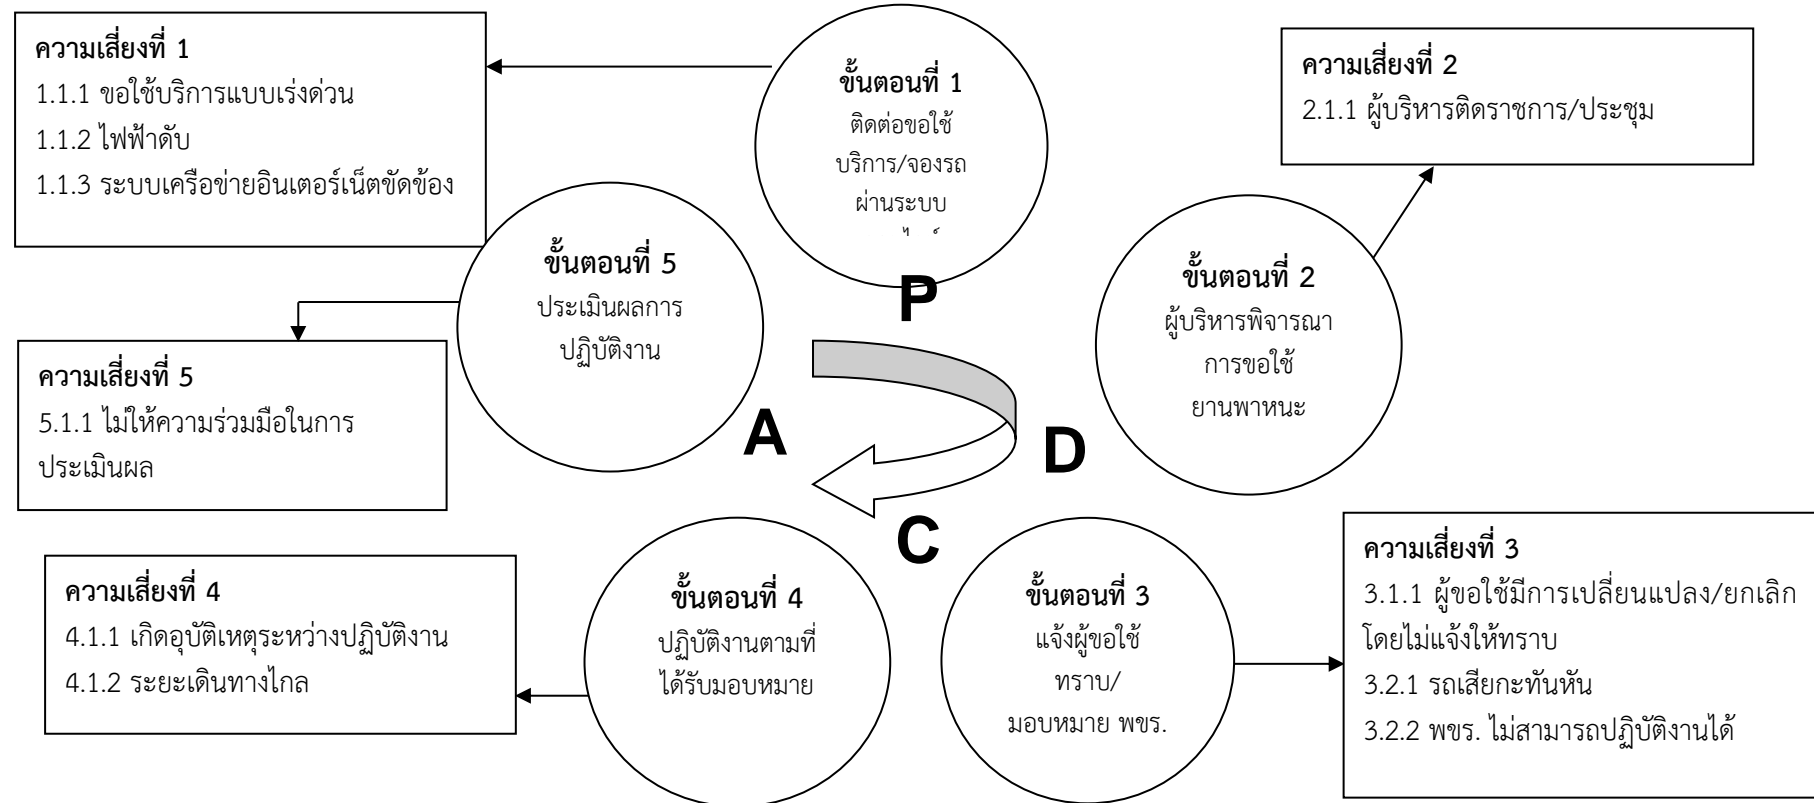 ความเสี่ยงที่ 1
1.1.1 ขอใช้บริการแบบเร่งด่วน
1.1.2 ไฟฟ้าดับ
1.1.3 ระบบเครือข่ายอินเตอร์เน็ตขัดข้อง
ขั้นตอนที่ 1
ติดต่อขอใช้
บริการ/จองรถ
ผ่านระบบ
ความเสี่ยงที่ 2
2.1.1 ผู้บริหารติดราชการ/ประชุม
ขั้นตอนที่ 5
ประเมินผลการ
ปฏิบัติงาน
ขั้นตอนที่ 2
ผู้บริหารพิจารณา
การขอใช้
ยานพาหนะ
P
ความเสี่ยงที่ 5
5.1.1 ไม่ให้ความร่วมมือในการ
ประเมินผล
A
D
C
ความเสี่ยงที่ 4
4.1.1 เกิดอุบัติเหตุระหว่างปฏิบัติงาน
4.1.2 ระยะเดินทางไกล
ขั้นตอนที่ 4
ปฏิบัติงานตามที่
ได้รับมอบหมาย
ขั้นตอนที่ 3
แจ้งผู้ขอใช้
ทราบ/
มอบหมาย พขร.
ความเสี่ยงที่ 3
3.1.1 ผู้ขอใช้มีการเปลี่ยนแปลง/ยกเลิก
โดยไม่แจ้งให้ทราบ
3.2.1 รถเสียกะทันหัน
3.2.2 พขร. ไม่สามารถปฏิบัติงานได้